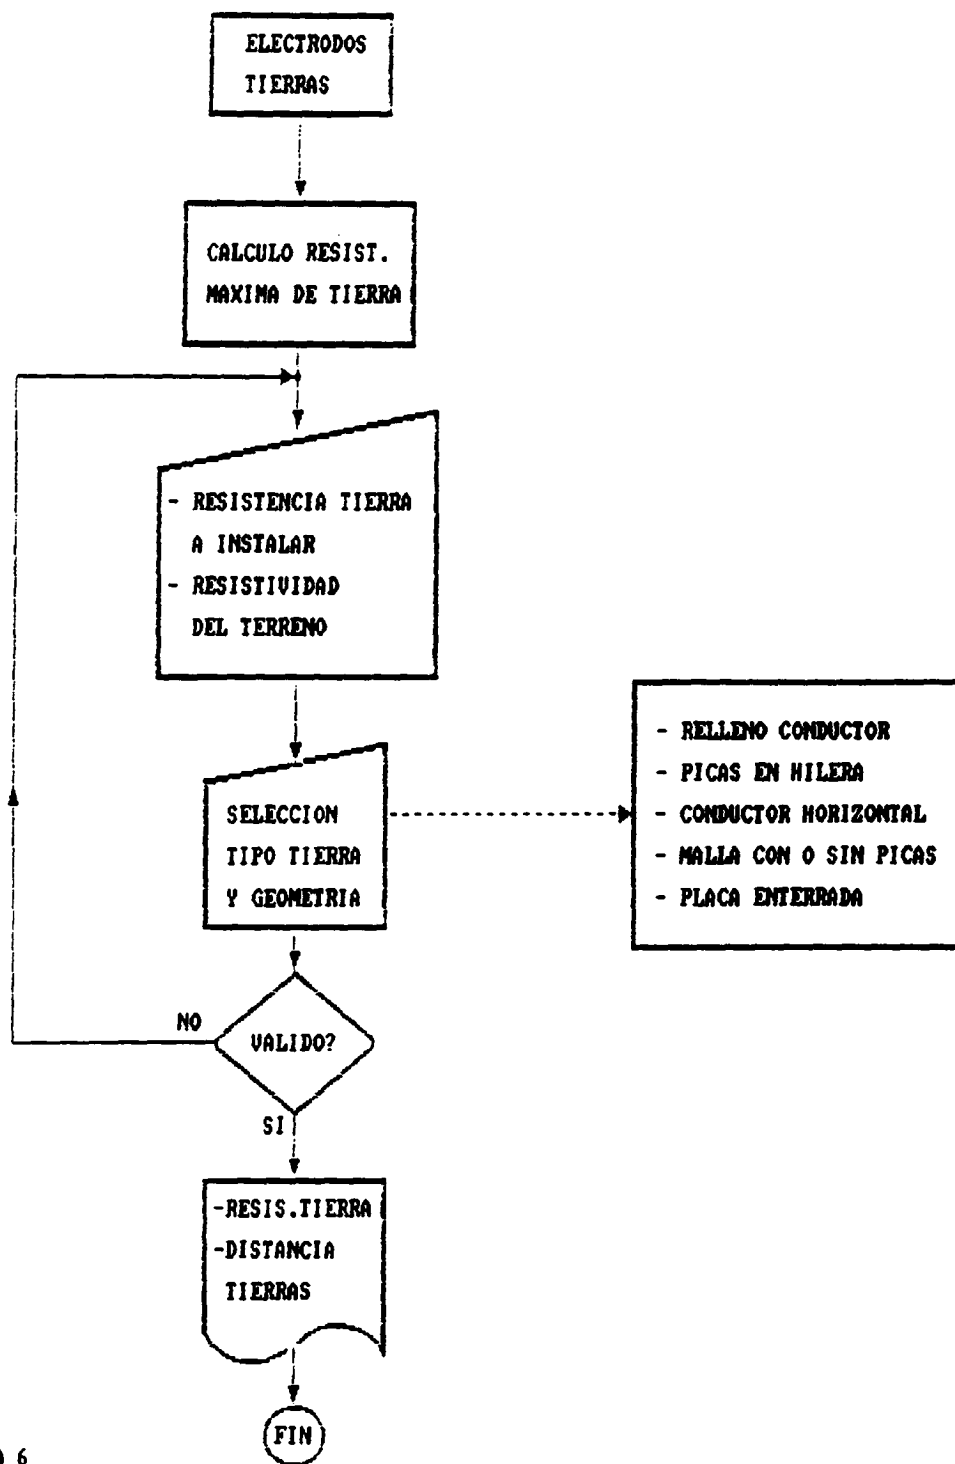 ELECTRODOS
TIERRAS
CALCULO RESIST.
MAXIMA DE TIERRA
- RESISTENCIA TIERRA
A INSTALAR
- RESISTIVIDAD
DEL TERRENO
SELECCION
TIPO TIERRA
Y GEOMETRIA
- RELLENO CONDUCTOR
- PICAS EN HILERA
- CONDUCTOR HORIZONTAL
- MALLA CON O SIN PICAS
- PLACA ENTERRADA
NO
VALIDO?
SI
-RESIS.TIERRA
-DISTANCIA
TIERRAS
FIN
6